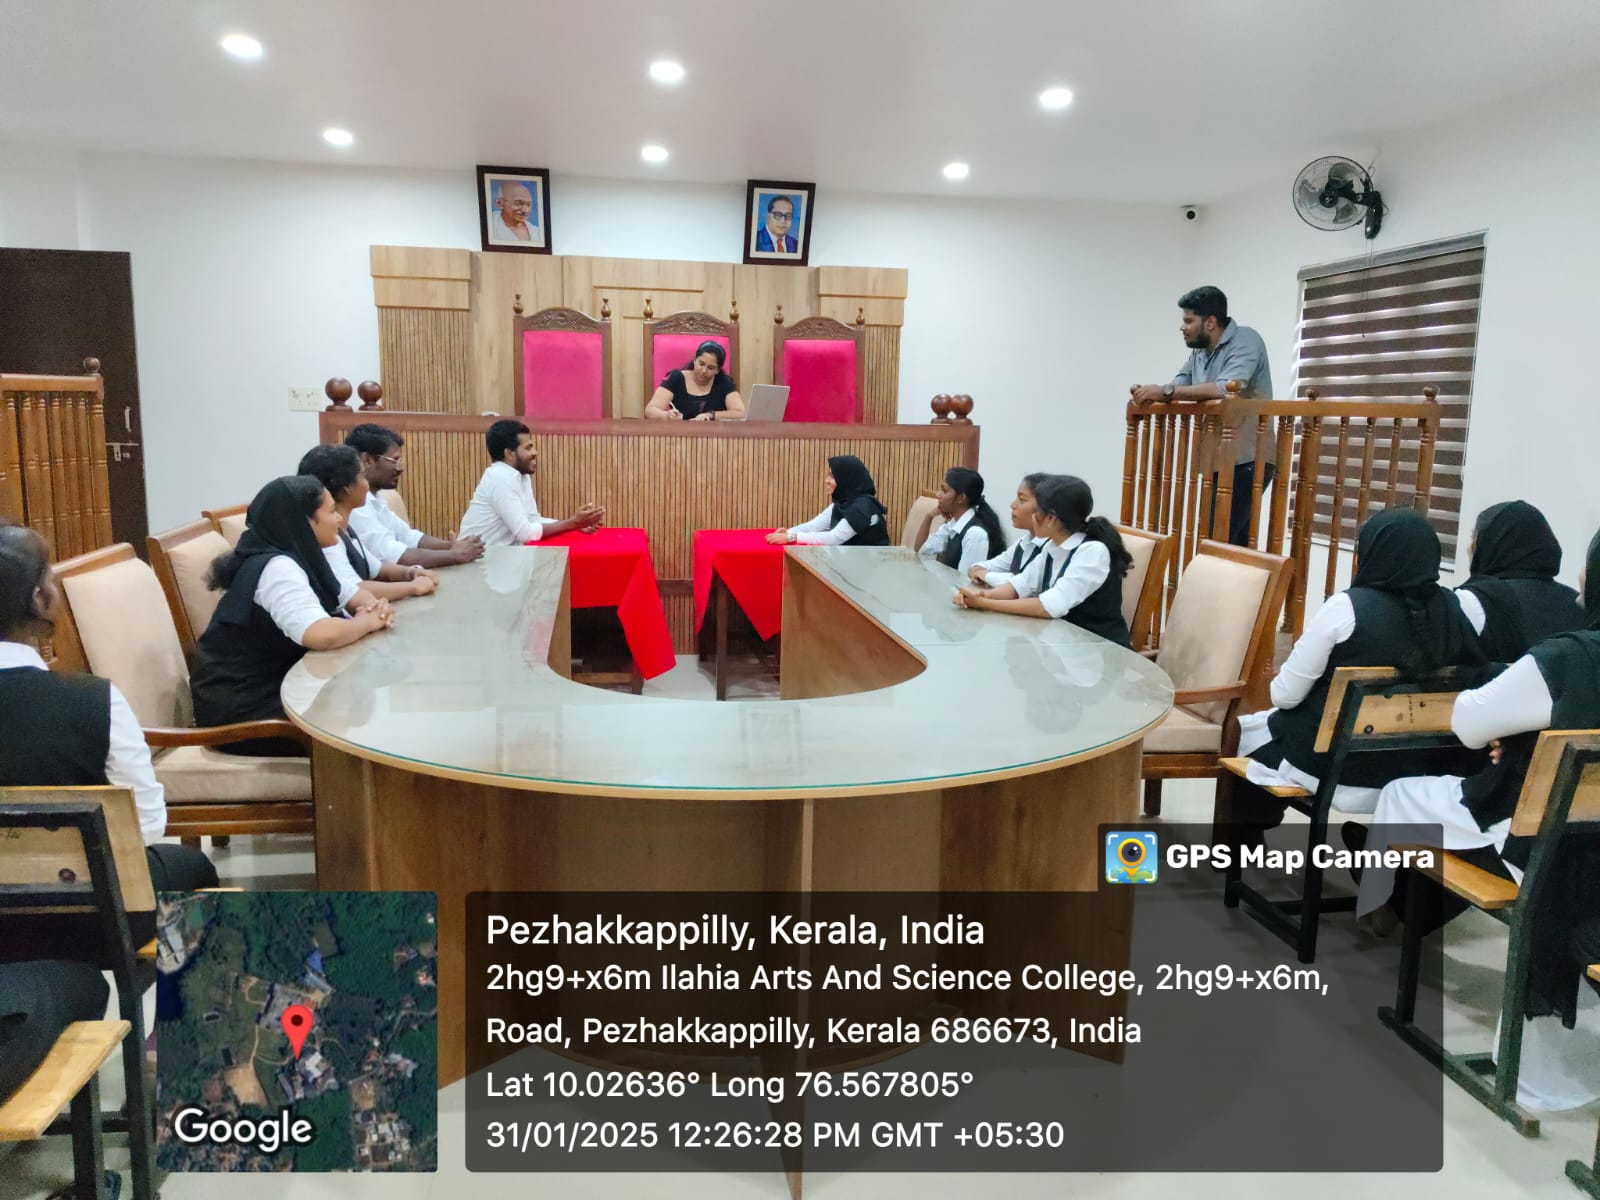 GPS Map Camera
Pezhakkappilly, Kerala, India
2hg9+x6m Ilahia Arts And Science College, 2hg9+x6m,
Road, Pezhakkappilly, Kerala 686673, India
Lat 10.02636° Long 76.567805°
31/01/2025 12:26:28 PM GMT +05:30
Google